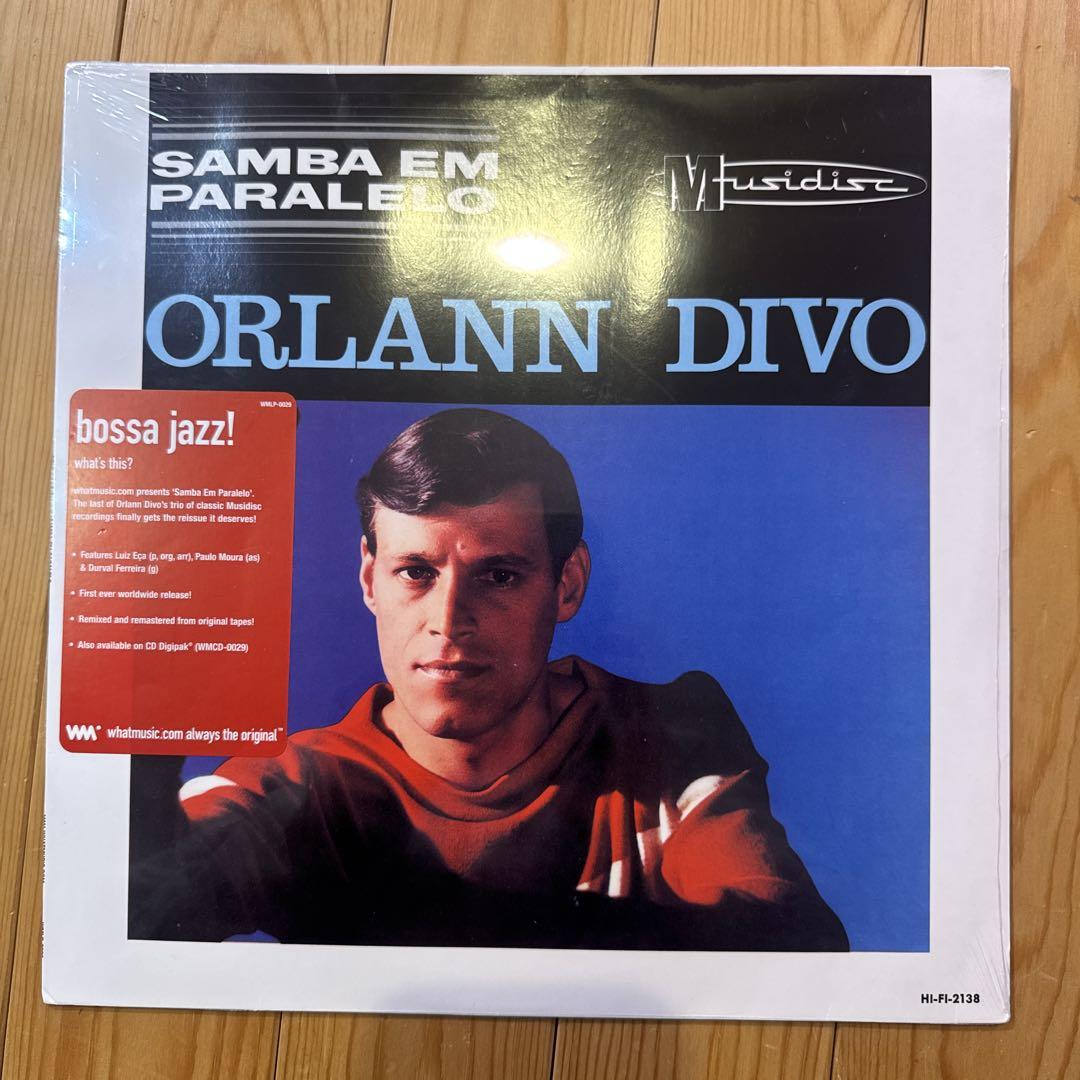 SAMBA EM
PARALELO
Musidisc
ORLANN DIVO
WMLP-0029
bossa jazz!
what's this?
whatmusic.com presents 'Samba Em Paralelo'.
The last of Orlann Divo's trio of classic Musidisc
recordings finally gets the reissue it deserves!
• Features Luiz Eça (p, org, arr), Paulo Moura (as)
& Durval Ferreira (g)
• First ever worldwide release!
• Remixed and remastered from original tapes!
• Also available on CD Digipak® (WMCD-0029)
WM° whatmusic.com always the original™
HI-FI-2138